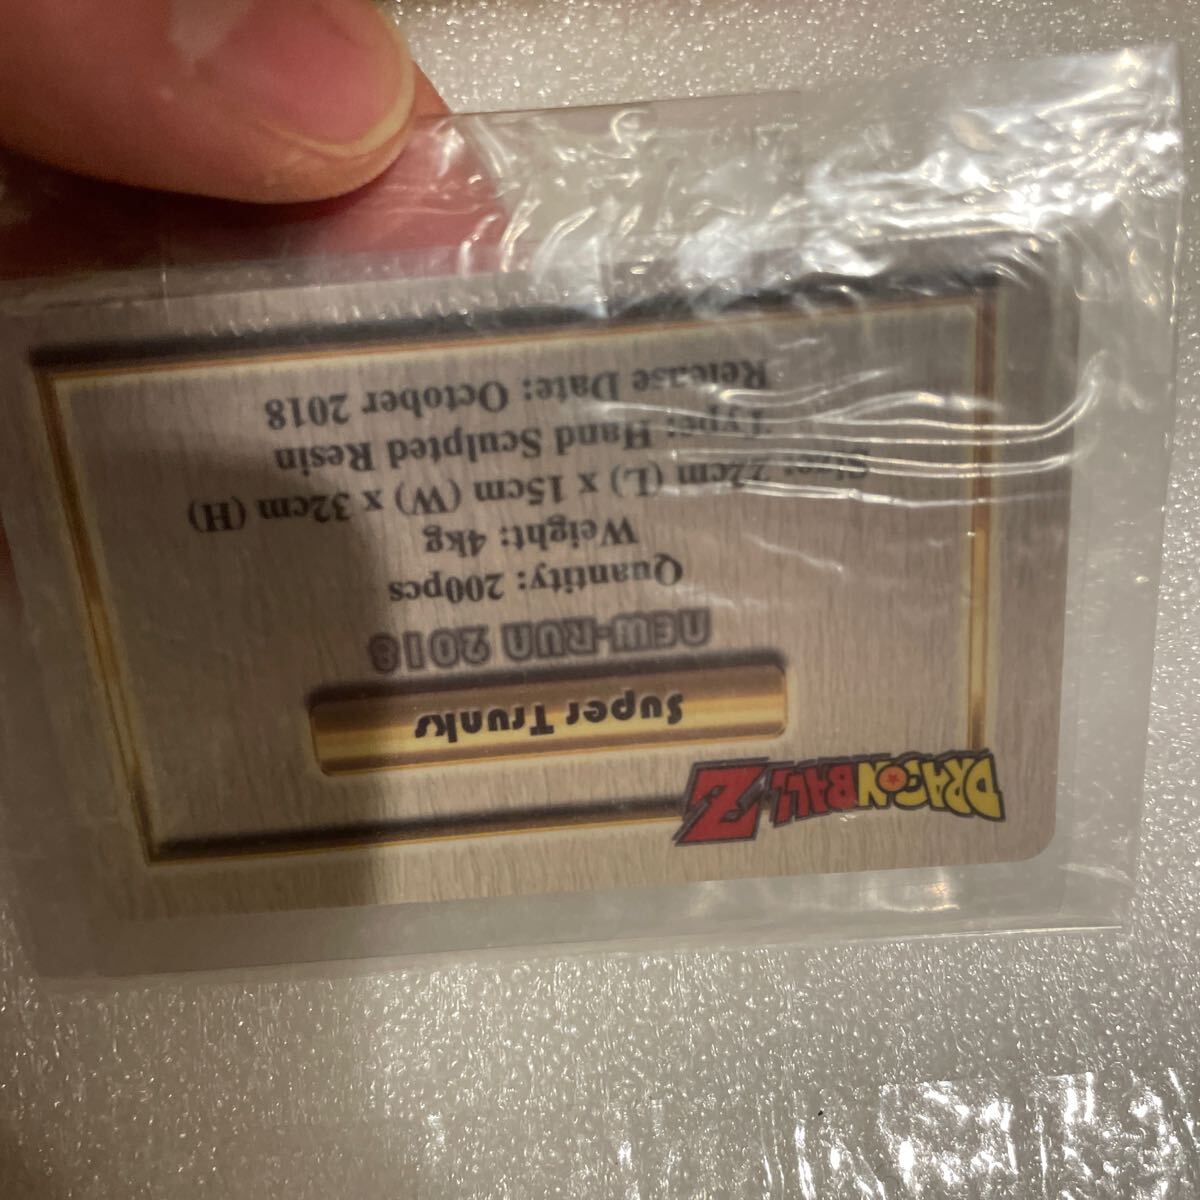 DRAGONBALL Z
Super Trunks
NEW-RUN 2018
Quantity: 200pcs
Weight: 4kg
Size: 22cm (L) x 15cm (W) x 32cm (H)
Type: Hand Sculpted Resin
Release Date: October 2018